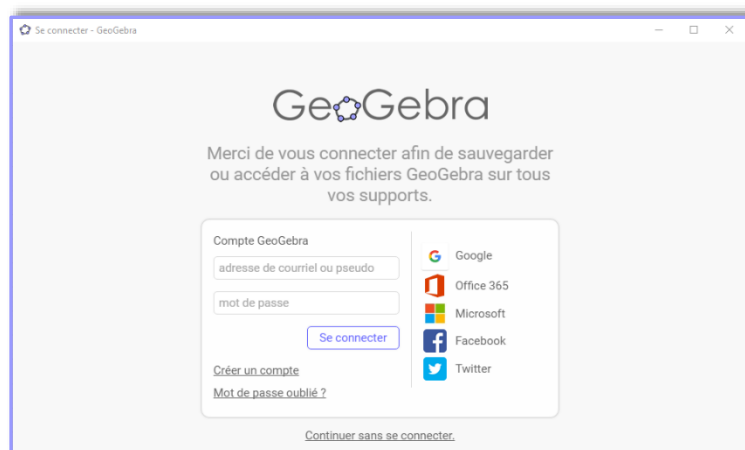 Se connecter - GeoGebra
GeoGebra
Merci de vous connecter afin de sauvegarder
ou accéder à vos fichiers GeoGebra sur tous
vos supports.
Compte GeoGebra
adresse de courriel ou pseudo
mot de passe
Se connecter
Créer un compte
Mot de passe oublié ?
Google
Office 365
Microsoft
Facebook
Twitter
Continuer sans se connecter.